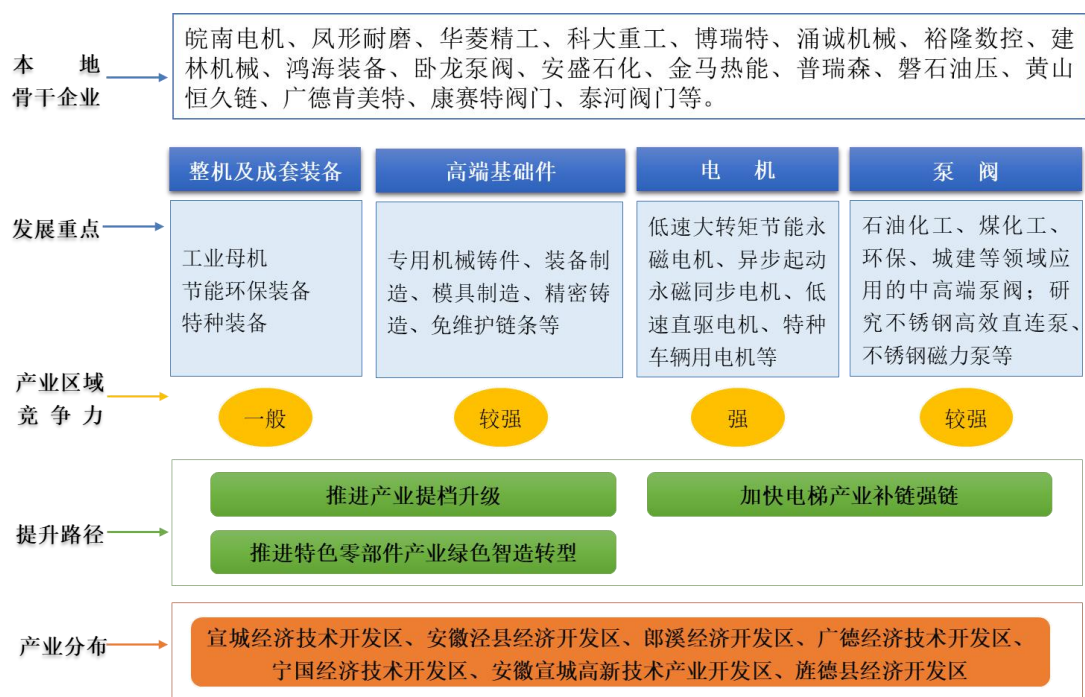 本地
骨干企业
皖南电机、凤形耐磨、华菱精工、科大重工、博瑞特、涌诚机械、裕隆数控、建
林机械、鸿海装备、卧龙泵阀、安盛石化、金马热能、普瑞森、磐石油压、黄山
恒久链、广德肯美特、康赛特阀门、泰河阀门等。
整机及成套装备
高端基础件
电机
泵阀
发展重点
工业母机
节能环保装备
特种装备
专用机械铸件、装备制
造、模具制造、精密铸
造、免维护链条等
低速大转矩节能永
磁电机、异步起动
永磁同步电机、低
速直驱电机、特种
车辆用电机等
石油化工、煤化工、
环保、城建等领域应
用的中高端泵阀；研
究不锈钢高效直连泵、
不锈钢磁力泵等
产业区域
竞争力
一般
较强
强
较强
提升路径
推进产业提档升级
加快电梯产业补链强链
推进特色零部件产业绿色智造转型
产业分布
宣城经济技术开发区、安徽泾县经济开发区、郎溪经济开发区、广德经济技术开发区、
宁国经济技术开发区、安徽宣城高新技术产业开发区、旌德县经济开发区